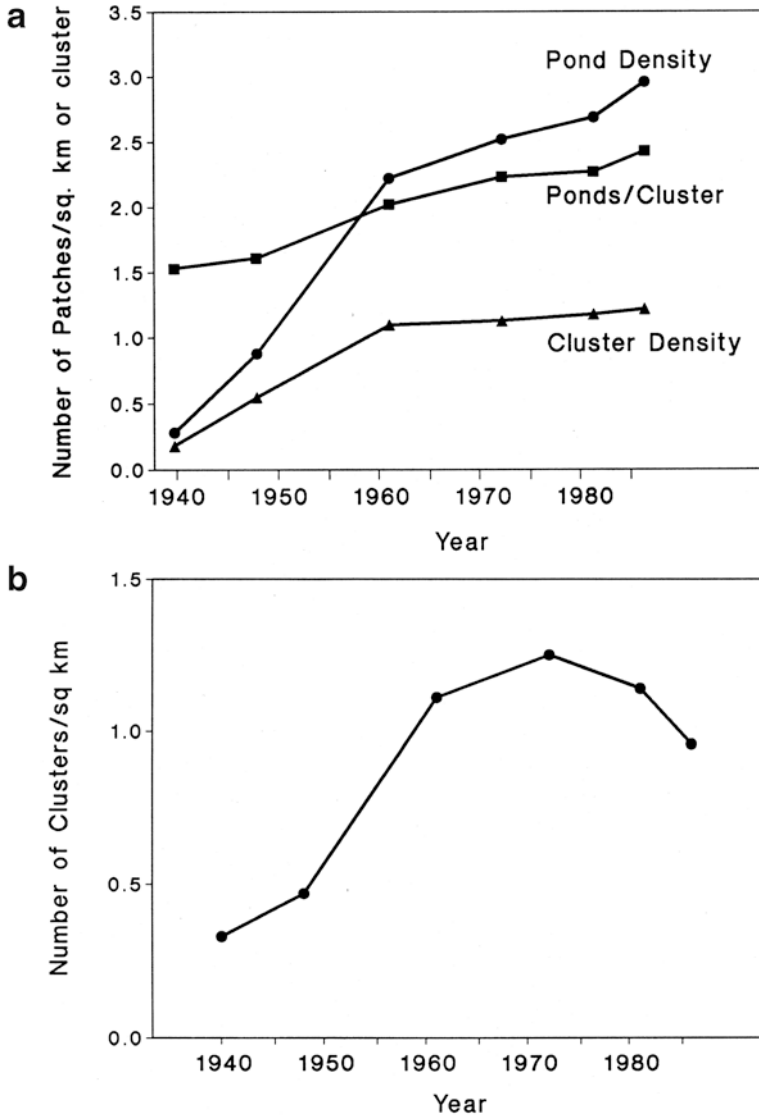 a
Number of Patches/sq. km or cluster
3.5
3.0
2.5
2.0
1.5
1.0
0.5
0.0
Pond Density
Ponds/Cluster
Cluster Density
1940 1950 1960 1970 1980
Year
b
Number of Clusters/sq km
1.5
1.0
0.5
0.0
1940 1950 1960 1970 1980
Year